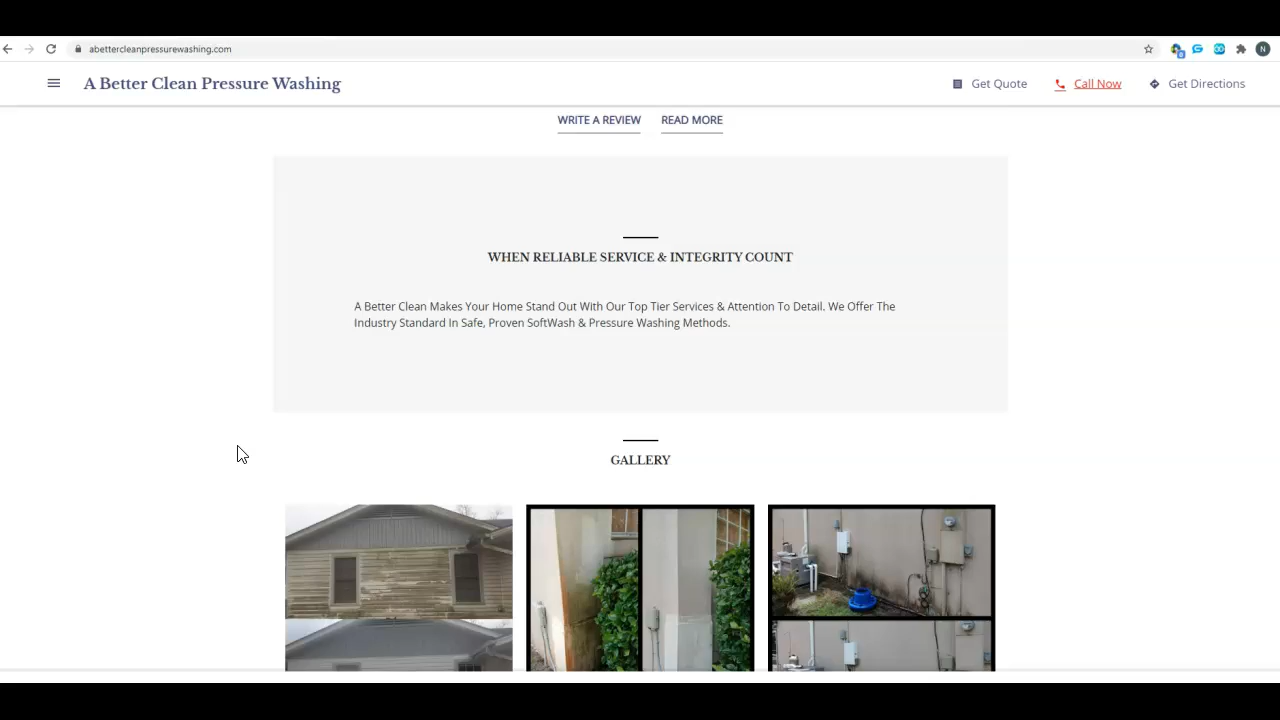 abettercleanpressurewashing.com
N
A Better Clean Pressure Washing
Get Quote
Call Now
Get Directions
WRITE A REVIEW
READ MORE
WHEN RELIABLE SERVICE & INTEGRITY COUNT
A Better Clean Makes Your Home Stand Out With Our Top Tier Services & Attention To Detail. We Offer The
Industry Standard In Safe, Proven SoftWash & Pressure Washing Methods.
GALLERY